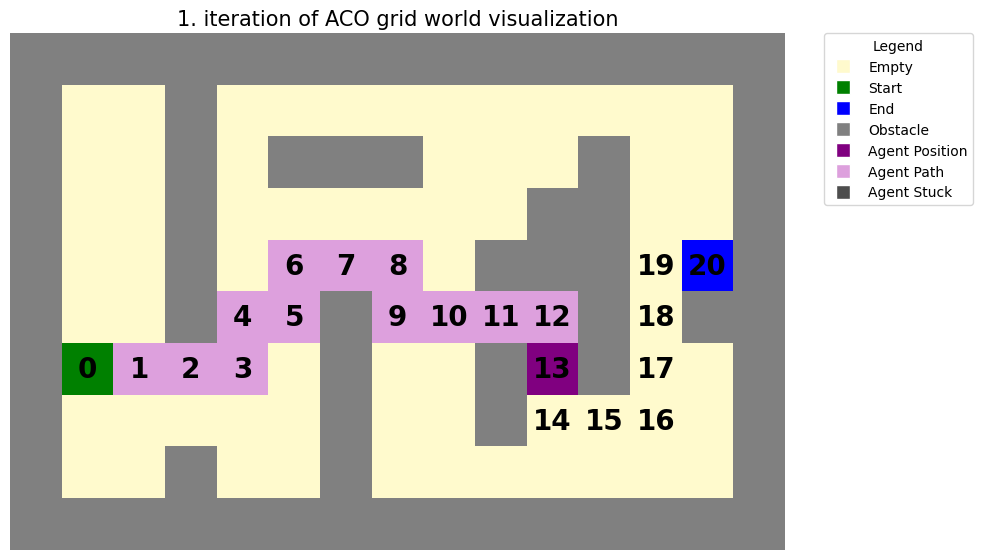 1. iteration of ACO grid world visualization
Legend
Empty
Start
End
Obstacle
Agent Position
Agent Path
Agent Stuck
6 7 8 19 20
4 5 9 10 11 12 18
0 1 2 3 13 17
14 15 16